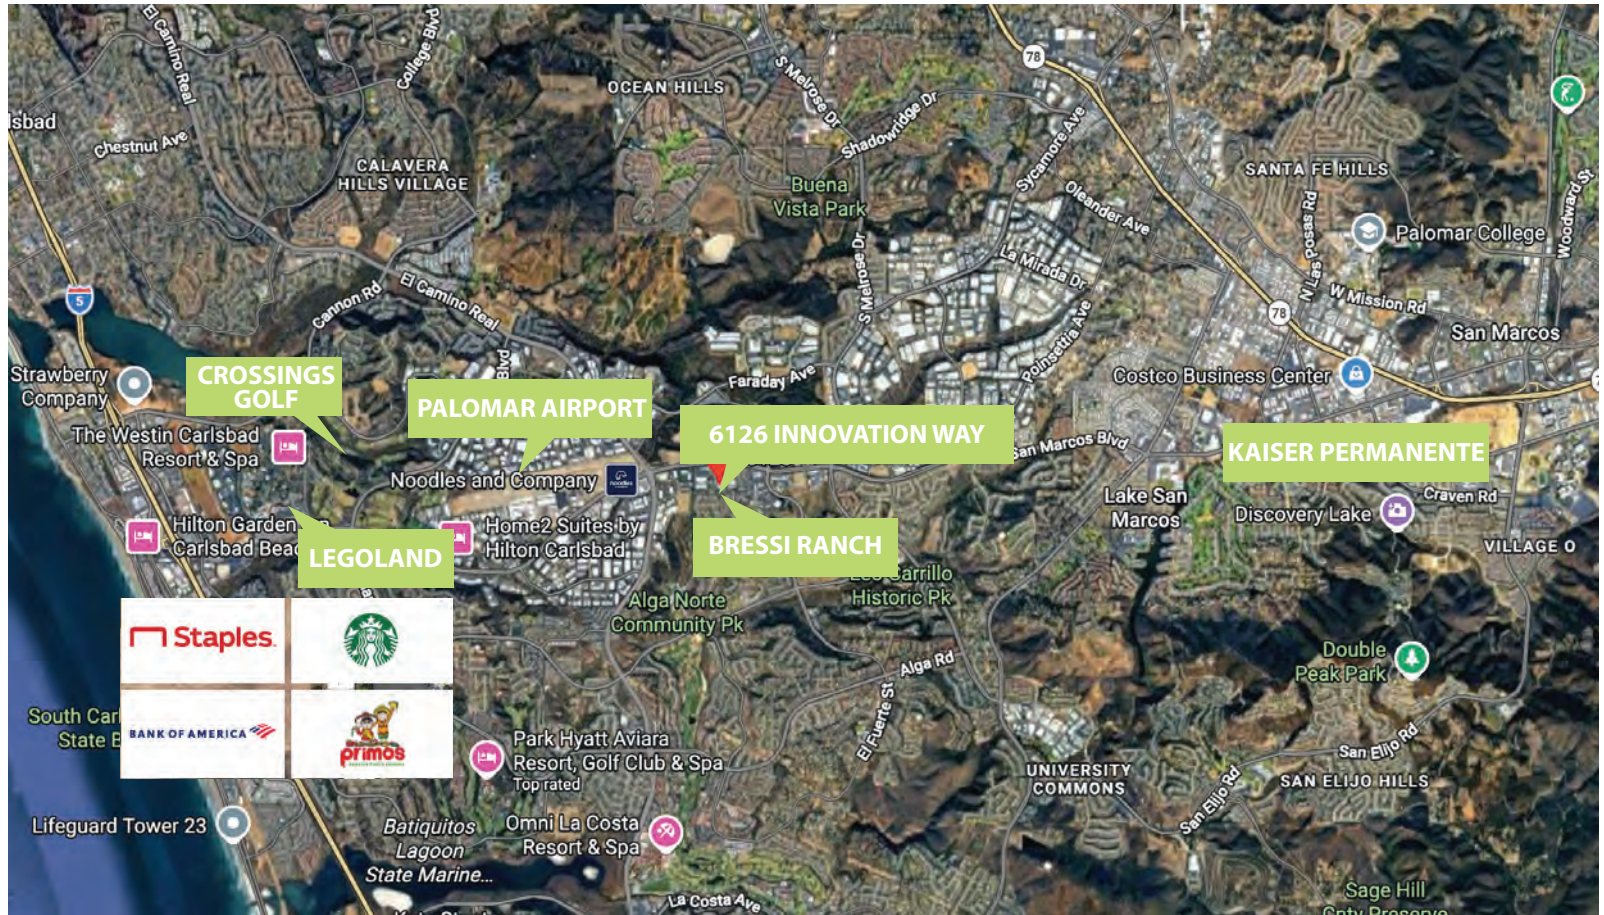 El Camino Real
College Blvd
78
S Melrose Dr
OCEAN HILLS
Shadowridge Dr
lsbad
Chestnut Ave
CALAVERA
HILLS VILLAGE
Sycamore Ave
SANTA FE HILLS
Buena
Vista Park
Oleander Ave
Woodward St
N Las Posas Rd
Palomar College
La Mirada Dr
S Melrose Dr
Cannon Rd
El Camino Real
5
W Mission Rd
78
San Marcos
Poinsettia Ave
Blvd
Strawberry
Company
CROSSINGS
GOLF
Faraday Ave
Costco Business Center
PALOMAR AIRPORT
6126 INNOVATION WAY
San Marcos Blvd
The Westin Carlsbad
Resort & Spa
KAISER PERMANENTE
Noodles and Company
noodles
Lake San
Marcos
Craven Rd
Discovery Lake
Hilton Garden
Carlsbad Beac
LEGOLAND
Home2 Suites by
Hilton Carlsbad
BRESSI RANCH
VILLAGE O
Leo Carrillo
Historic Pk
Alga Norte
Community Pk
Staples.
Alga Rd
Double
Peak Park
El Fuerte St
South Car
State B
BANK OF AMERICA
primos
Park Hyatt Aviara
Resort, Golf Club & Spa
Top rated
San Elijo Rd
UNIVERSITY
COMMONS
SAN ELIJO HILLS
San Elijo Rd
Lifeguard Tower 23
Batiquitos
Lagoon
State Marine...
Omni La Costa
Resort & Spa
La Costa Ave
Sage Hill
Cnty Preserve